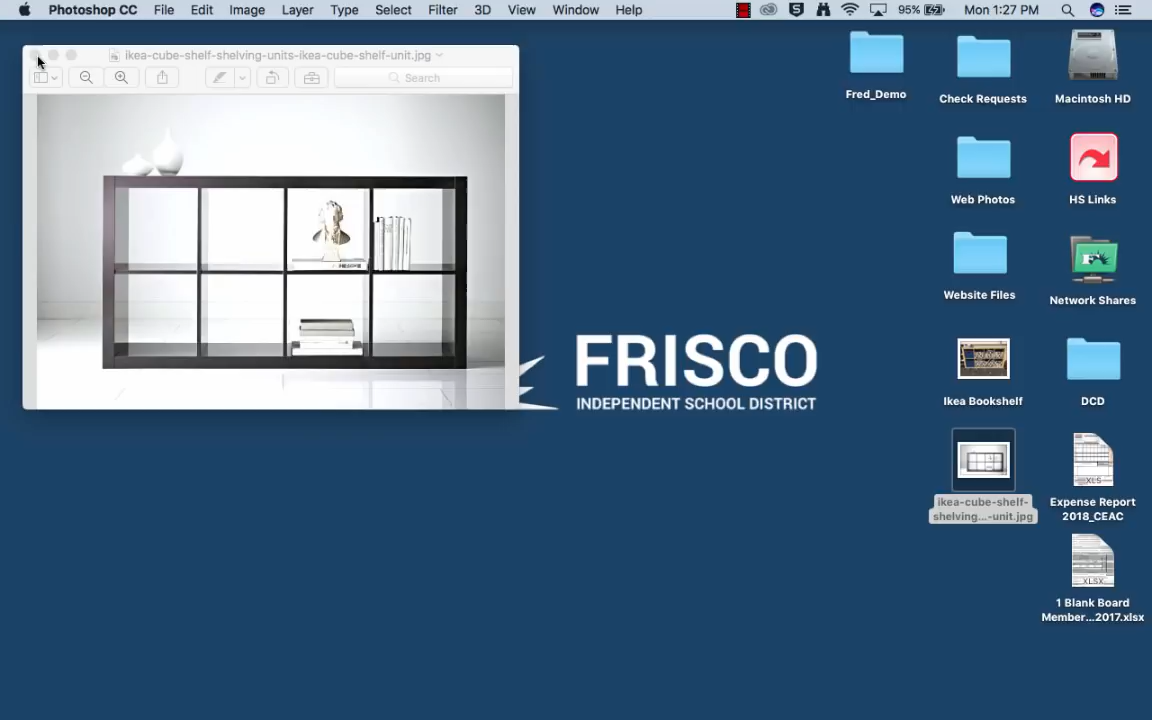 Photoshop CC File Edit Image Layer Type Select Filter 3D View Window Help 95% Mon 1:27 PM
ikea-cube-shelf-shelving-units-ikea-cube-shelf-unit.jpg
Search
Fred_Demo
Check Requests
Macintosh HD
Web Photos
HS Links
Website Files
Network Shares
Ikea Bookshelf
DCD
FRISCO
INDEPENDENT SCHOOL DISTRICT
ikea-cube-shelf-
shelving...-unit.jpg
XLS
Expense Report
2018_CEAC
XLSX
1 Blank Board
Member...2017.xlsx